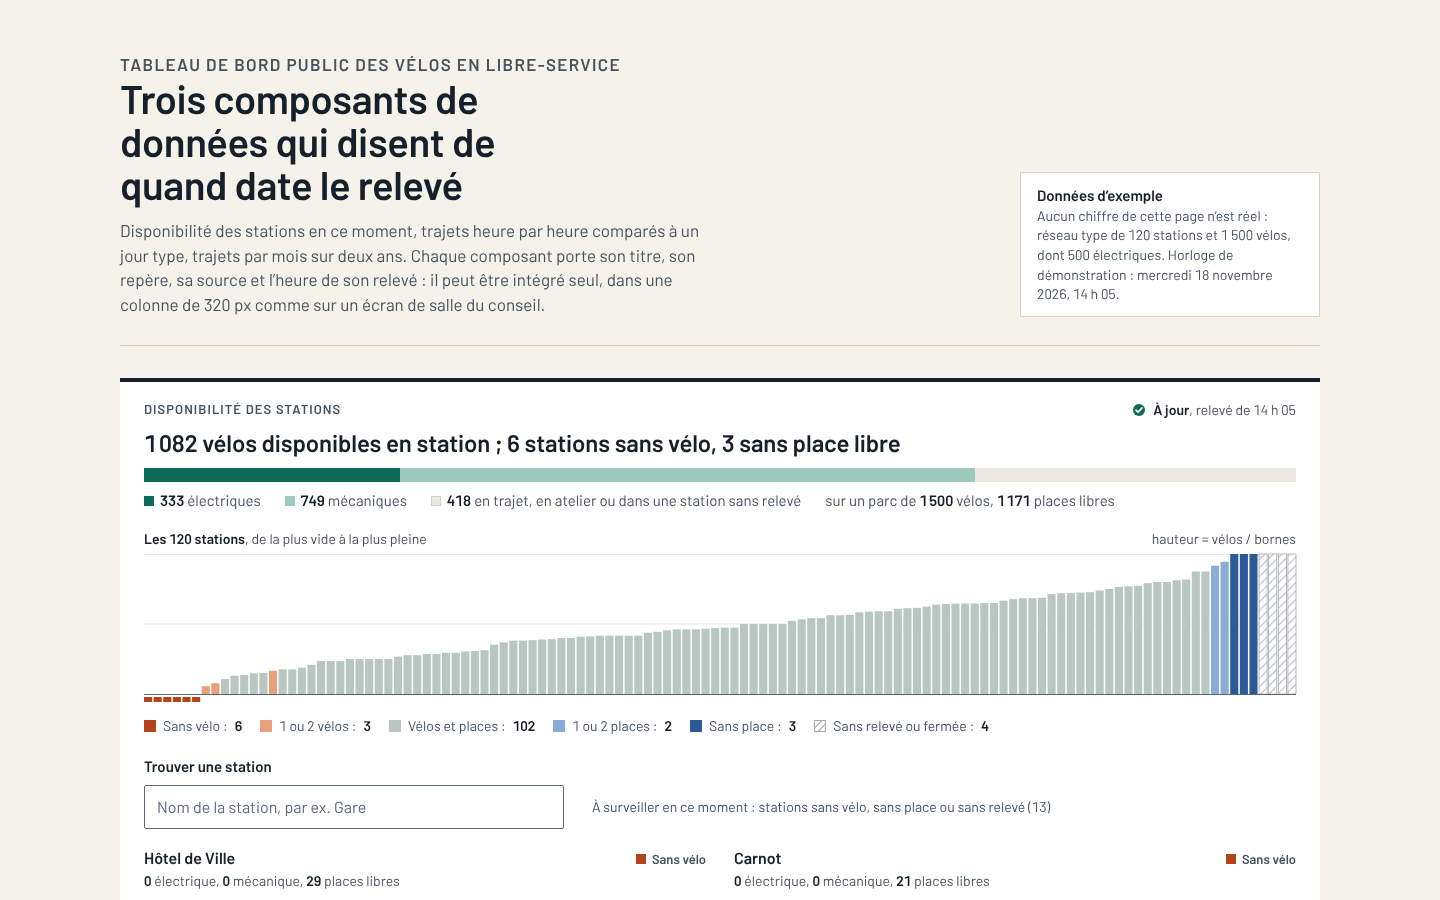 TABLEAU DE BORD PUBLIC DES VÉLOS EN LIBRE-SERVICE
Trois composants de
données qui disent de
quand date le relevé
Disponibilité des stations en ce moment, trajets heure par heure comparés à un
jour type, trajets par mois sur deux ans. Chaque composant porte son titre, son
repère, sa source et l’heure de son relevé : il peut être intégré seul, dans une
colonne de 320 px comme sur un écran de salle du conseil.
Données d’exemple
Aucun chiffre de cette page n’est réel :
réseau type de 120 stations et 1 500 vélos,
dont 500 électriques. Horloge de
démonstration : mercredi 18 novembre
2026, 14 h 05.
DISPONIBILITÉ DES STATIONS
À jour, relevé de 14 h 05
1 082 vélos disponibles en station ; 6 stations sans vélo, 3 sans place libre
333 électriques 749 mécaniques 418 en trajet, en atelier ou dans une station sans relevé sur un parc de 1 500 vélos, 1 171 places libres
Les 120 stations, de la plus vide à la plus pleine
hauteur = vélos / bornes
Sans vélo : 6 1 ou 2 vélos : 3 Vélos et places : 102 1 ou 2 places : 2 Sans place : 3 Sans relevé ou fermée : 4
Trouver une station
Nom de la station, par ex. Gare
À surveiller en ce moment : stations sans vélo, sans place ou sans relevé (13)
Hôtel de Ville Sans vélo
0 électrique, 0 mécanique, 29 places libres
Carnot Sans vélo
0 électrique, 0 mécanique, 21 places libres